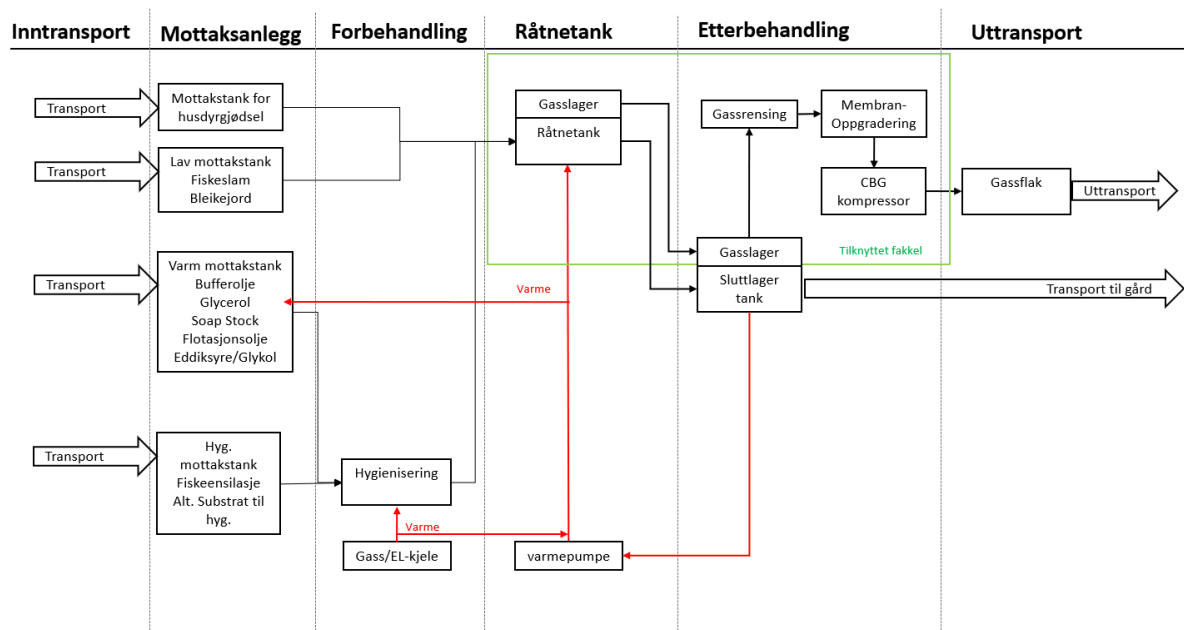 Inntransport
Mottaksanlegg
Forbehandling
Råtnetank
Etterbehandling
Uttransport
Transport
Mottakstank for
husdyrgjødsel
Gasslager
Råtnetank
Gassrensing
Membran-
Oppgradering
Transport
Lav mottakstank
Fiskeslam
Bleikejord
CBG
kompressor
Gassflak
Uttransport
Tilknyttet fakkel
Gasslager
Sluttlager
tank
Transport til gård
Transport
Varm mottakstank
Bufferolje
Glycerol
Soap Stock
Flotasjonsolje
Eddiksyre/Glykol
Varme
Transport
Hyg.
mottakstank
Fiskeensilasje
Alt. Substrat til
hyg.
Hygienisering
Varme
Gass/EL-kjele
varmepumpe